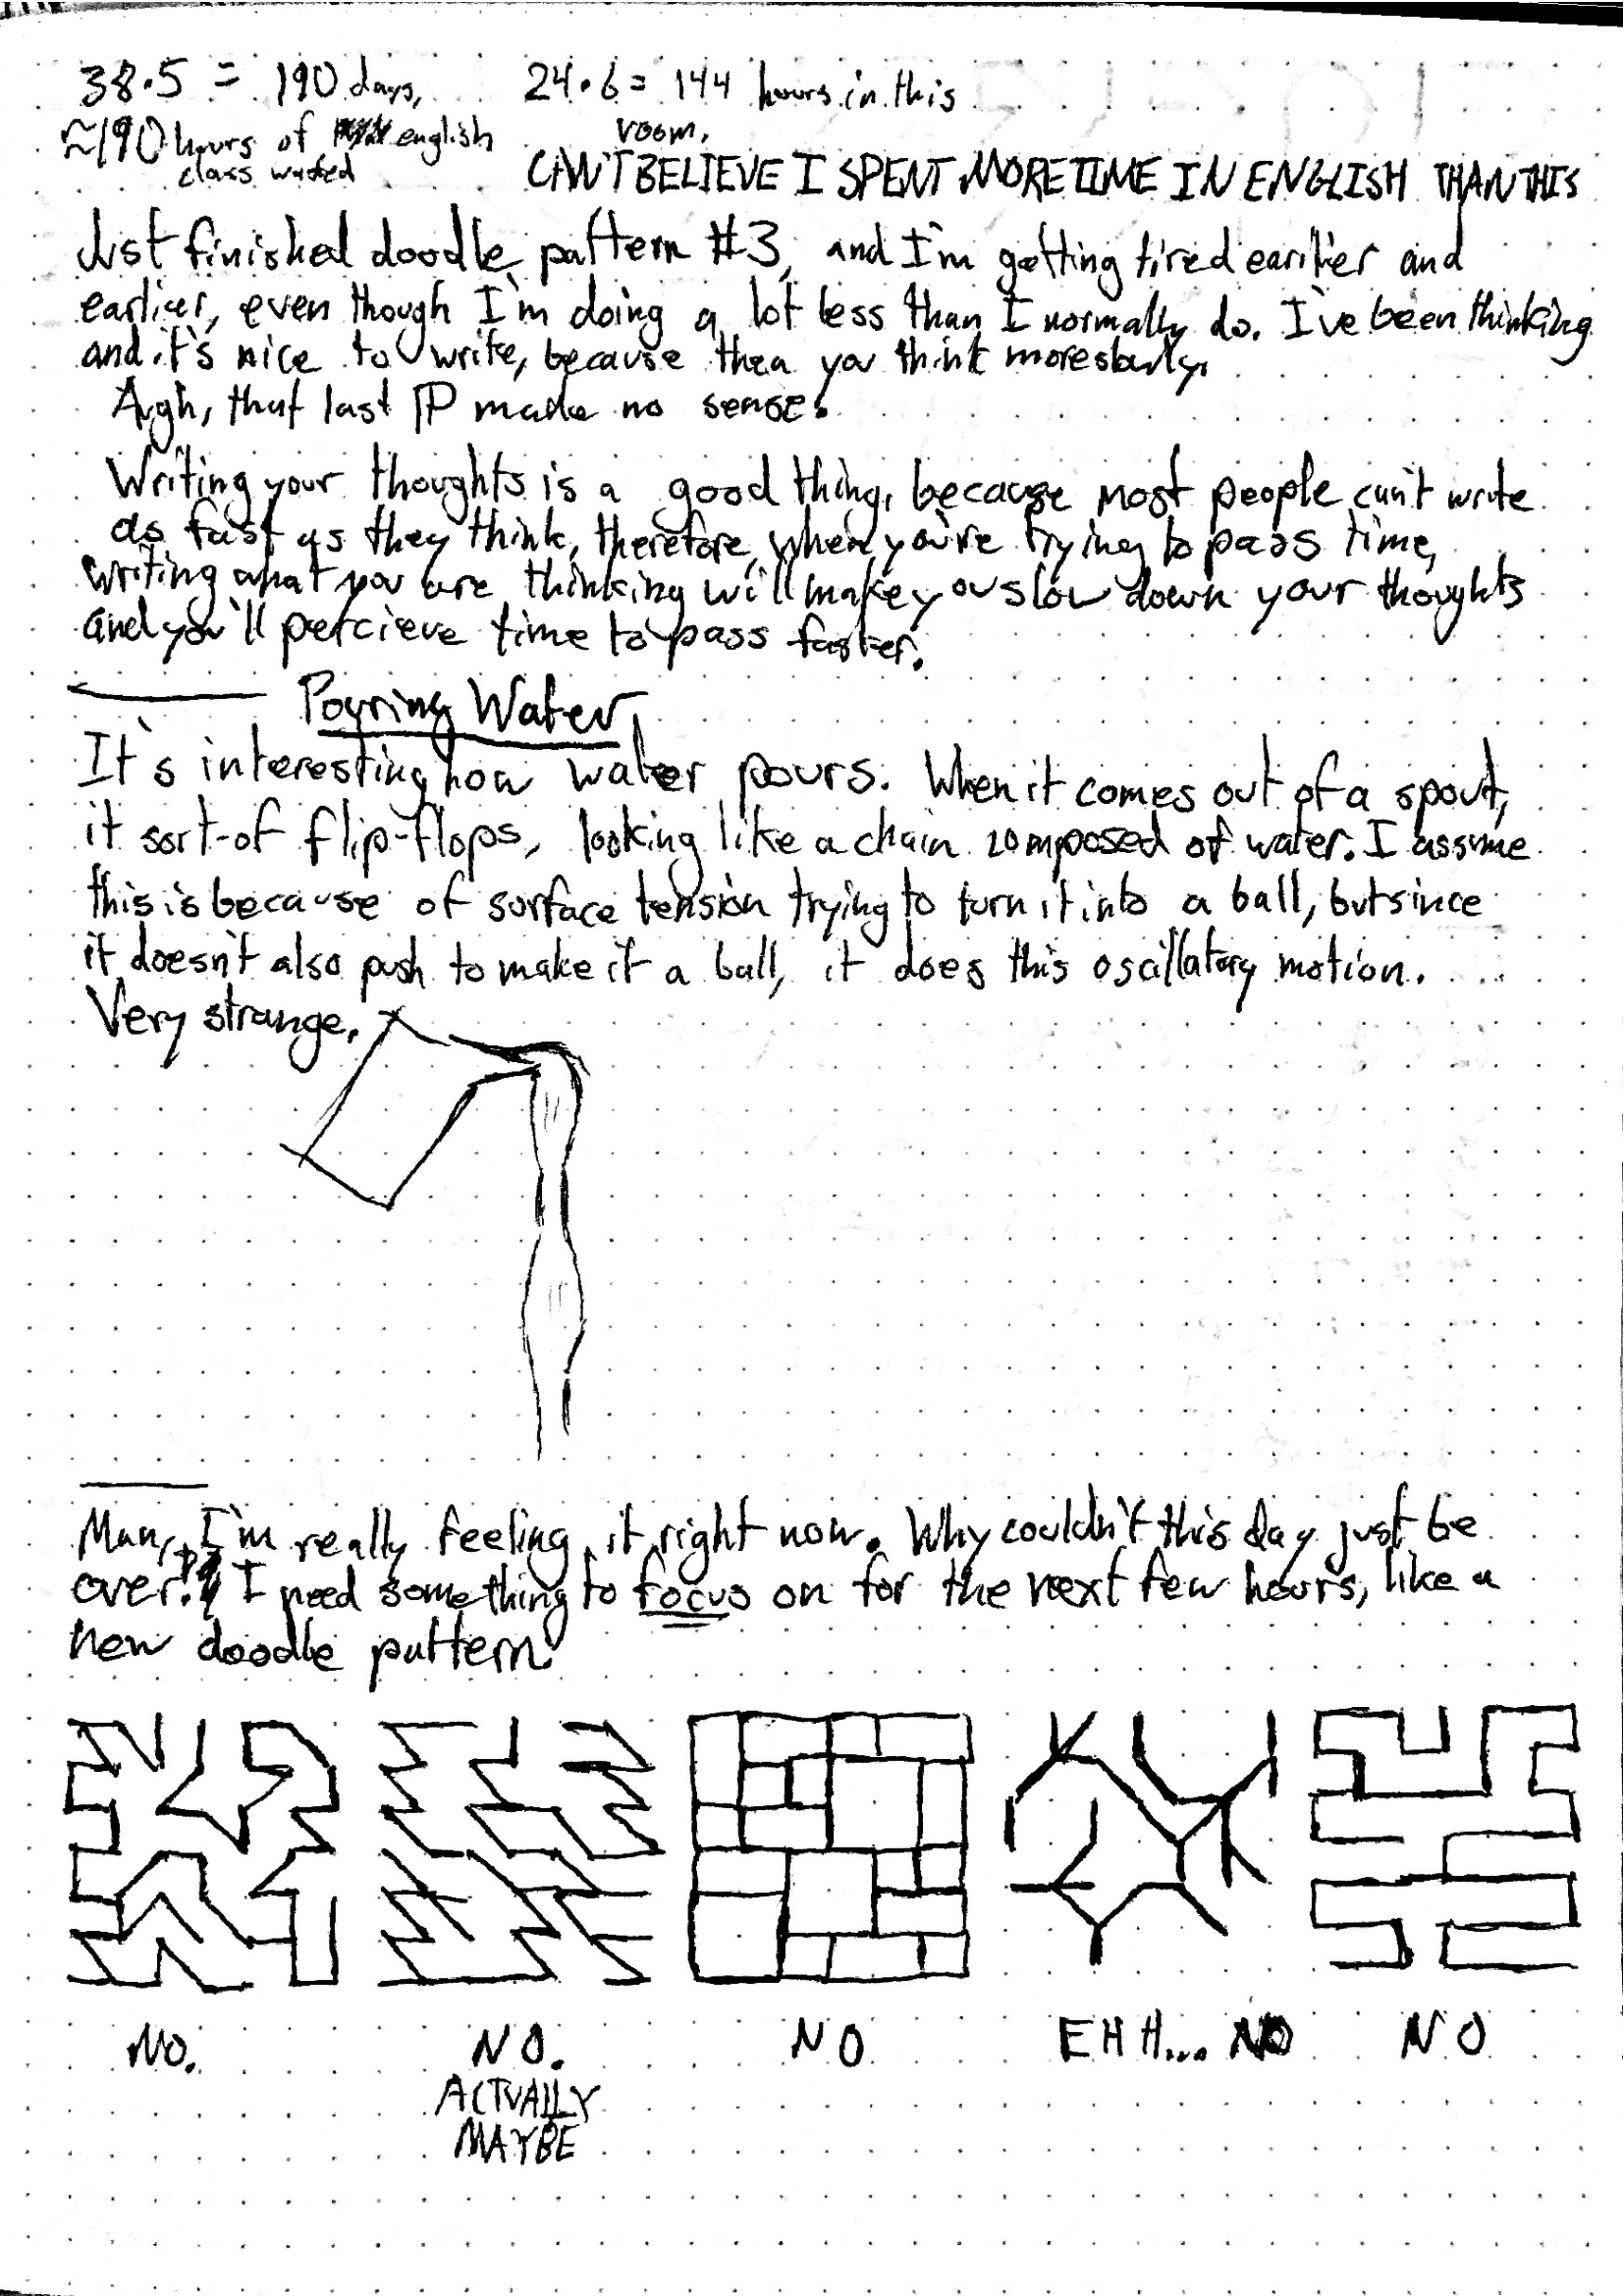 38.5 = 190 days,
≈190 hours of english
class wasted
24.6 = 144 hours in this
room.
CAN'T BELIEVE I SPENT MORE TIME IN ENGLISH THAN THIS
Just finished doodle pattern #3, and I'm getting tired earilier and
earlier, even though I'm doing a lot less than I normally do. I've been thinking
and it's nice to write, because then you think more slowly.
Argh, that last ¶ made no sense.
Writing your thoughts is a good thing, because most people can't write
as fast as they think, therefore, when you're trying to pass time,
writing what you are thinking will make you slow down your thoughts
and you'll percieve time to pass faster.
Pouring Water
It's interesting how water pours. When it comes out of a spout,
it sort-of flip-flops, looking like a chain composed of water. I assume
this is because of surface tension trying to turn it into a ball, but since
it doesn't also push to make it a ball, it does this oscillatory motion.
Very strange.
Man, I'm really feeling it right now. Why couldn't this day just be
over? I need something to focus on for the next few hours, like a
new doodle pattern.
NO. NO. NO EHH... NO NO
ACTUALLY
MAYBE